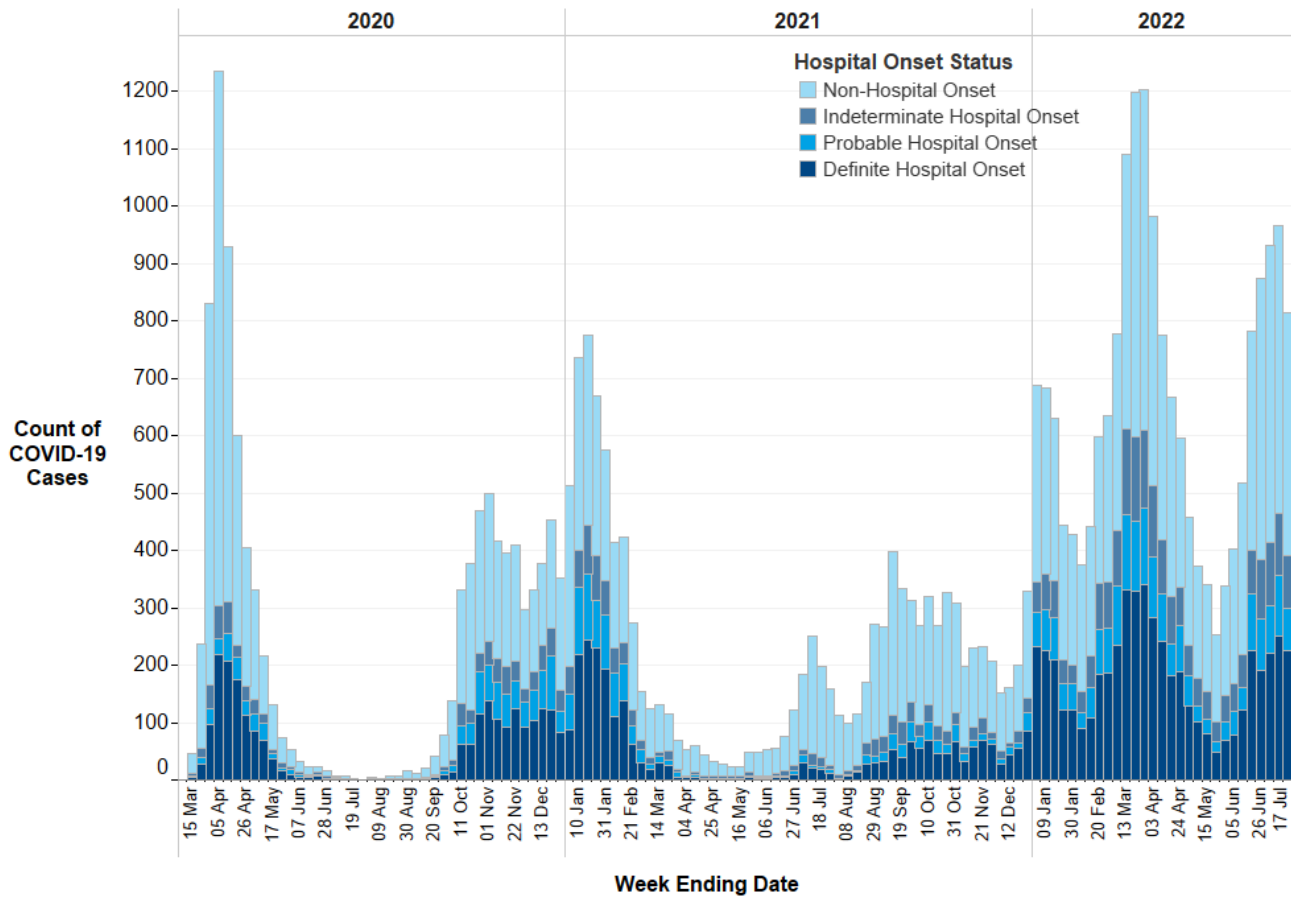 2020
2021
2022
Hospital Onset Status
Non-Hospital Onset
Indeterminate Hospital Onset
Probable Hospital Onset
Definite Hospital Onset
1200
1100
1000
900
800
700
600
500
400
300
200
100
0
Count of
COVID-19
Cases
15 Mar
05 Apr
26 Apr
17 May
07 Jun
28 Jun
19 Jul
09 Aug
30 Aug
20 Sep
11 Oct
01 Nov
22 Nov
13 Dec
10 Jan
31 Jan
21 Feb
14 Mar
04 Apr
25 Apr
16 May
06 Jun
27 Jun
18 Jul
08 Aug
29 Aug
19 Sep
10 Oct
31 Oct
21 Nov
12 Dec
09 Jan
30 Jan
20 Feb
13 Mar
03 Apr
24 Apr
15 May
05 Jun
26 Jun
17 Jul
Week Ending Date